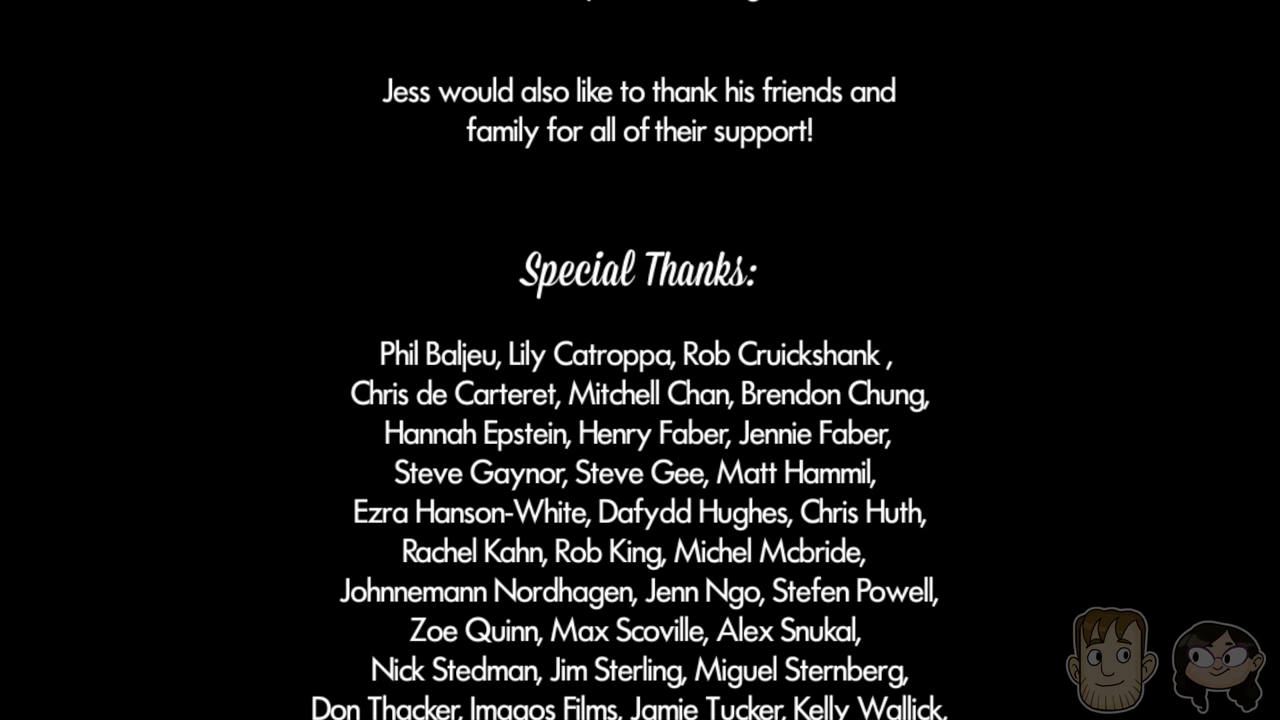 Jess would also like to thank his friends and
family for all of their support!
Special Thanks:
Phil Baljeu, Lily Catroppa, Rob Cruickshank ,
Chris de Carteret, Mitchell Chan, Brendon Chung,
Hannah Epstein, Henry Faber, Jennie Faber,
Steve Gaynor, Steve Gee, Matt Hammil,
Ezra Hanson-White, Dafydd Hughes, Chris Huth,
Rachel Kahn, Rob King, Michel Mcbride,
Johnnemann Nordhagen, Jenn Ngo, Stefen Powell,
Zoe Quinn, Max Scoville, Alex Snukal,
Nick Stedman, Jim Sterling, Miguel Sternberg,
Don Thacker, Imagos Films, Jamie Tucker, Kelly Wallick,